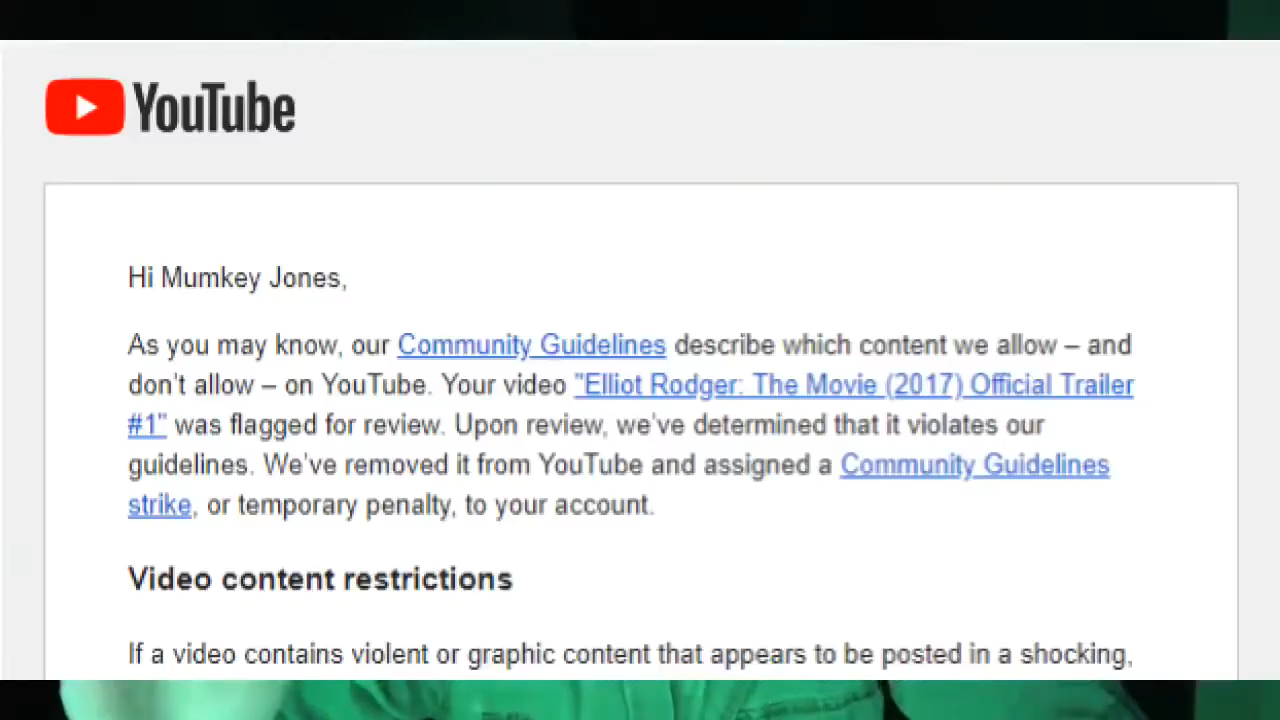 YouTube
Hi Mumkey Jones,
As you may know, our Community Guidelines describe which content we allow – and
don't allow – on YouTube. Your video "Elliot Rodger: The Movie (2017) Official Trailer
#1" was flagged for review. Upon review, we've determined that it violates our
guidelines. We've removed it from YouTube and assigned a Community Guidelines
strike, or temporary penalty, to your account.
Video content restrictions
If a video contains violent or graphic content that appears to be posted in a shocking,